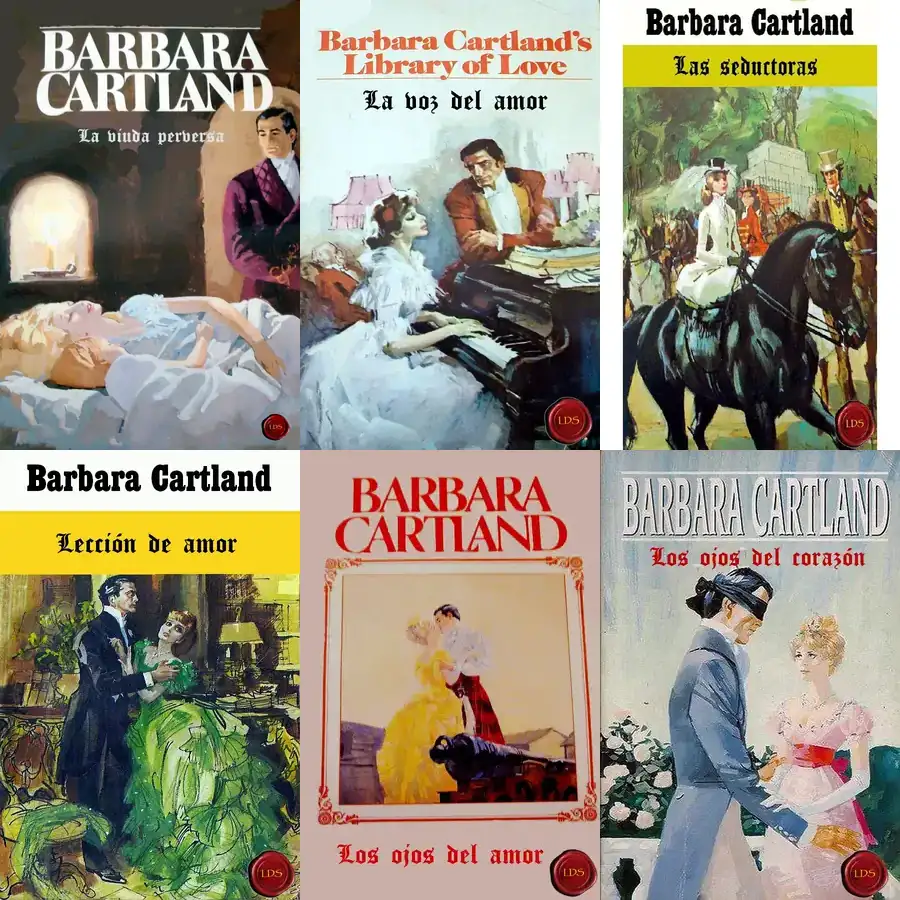 BARBARA
CARTLAND
La viuda perversa
LDS
Barbara Cartland's
Library of Love
La voz del amor
LDS
Barbara Cartland
Las seductoras
LDS
Barbara Cartland
Lección de amor
LDS
BARBARA
CARTLAND
Los ojos del amor
LDS
BARBARA CARTLAND
Los ojos del corazón
LDS